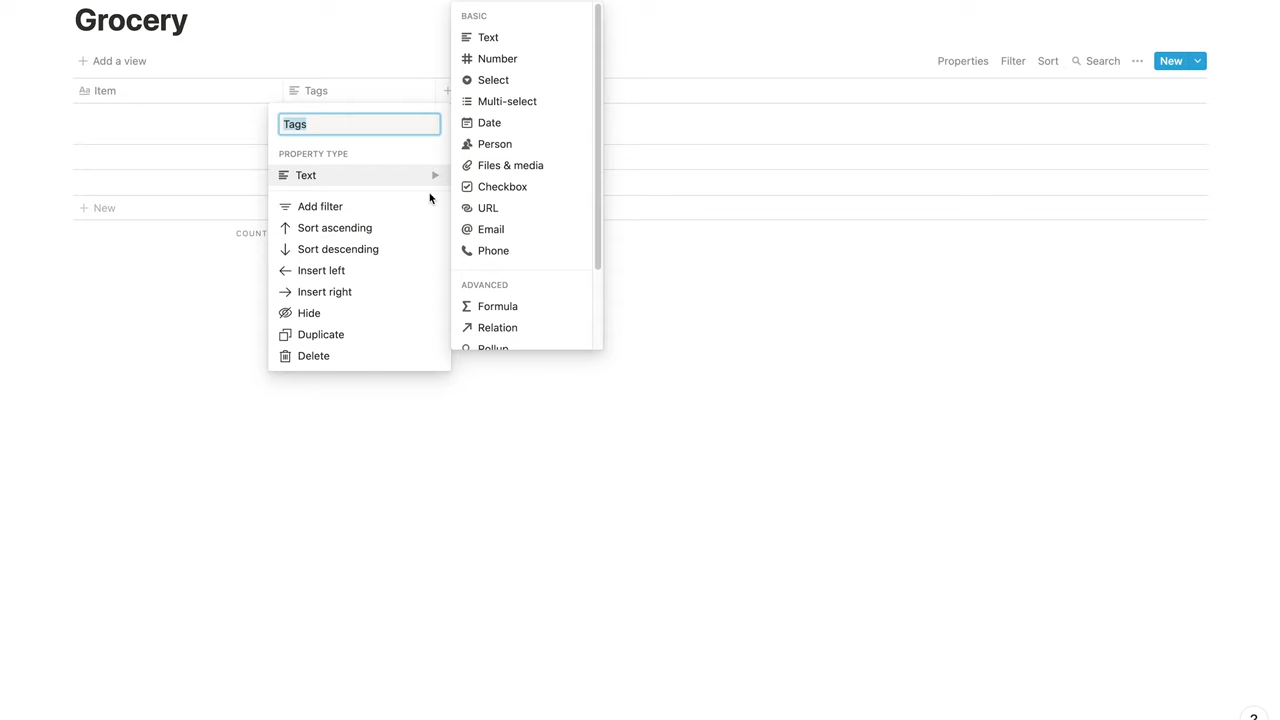 Grocery
Add a view
Properties Filter Sort Search New
Item Tags
Tags
PROPERTY TYPE
Text
Add filter
Sort ascending
Sort descending
Insert left
Insert right
Hide
Duplicate
Delete
BASIC
Text
Number
Select
Multi-select
Date
Person
Files & media
Checkbox
URL
Email
Phone
ADVANCED
Formula
Relation
Rollup
New
COUNT
?